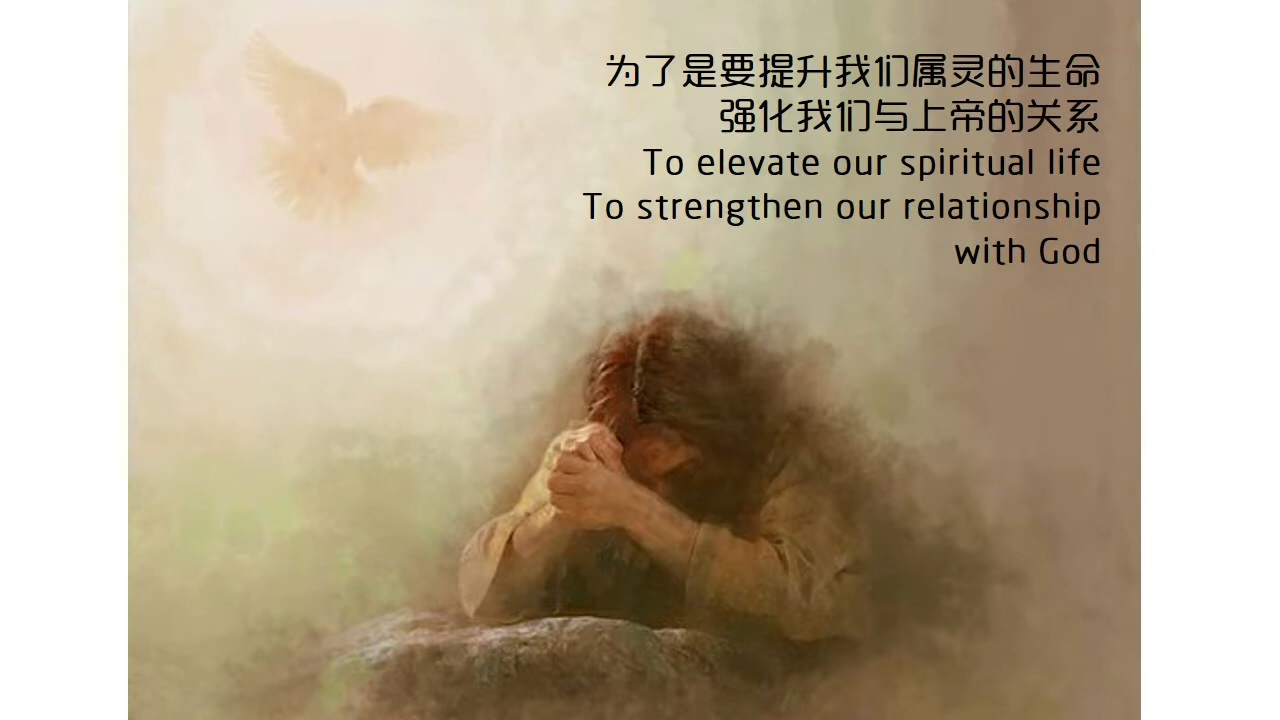 为了是要提升我们属灵的生命
强化我们与上帝的关系
To elevate our spiritual life
To strengthen our relationship
with God